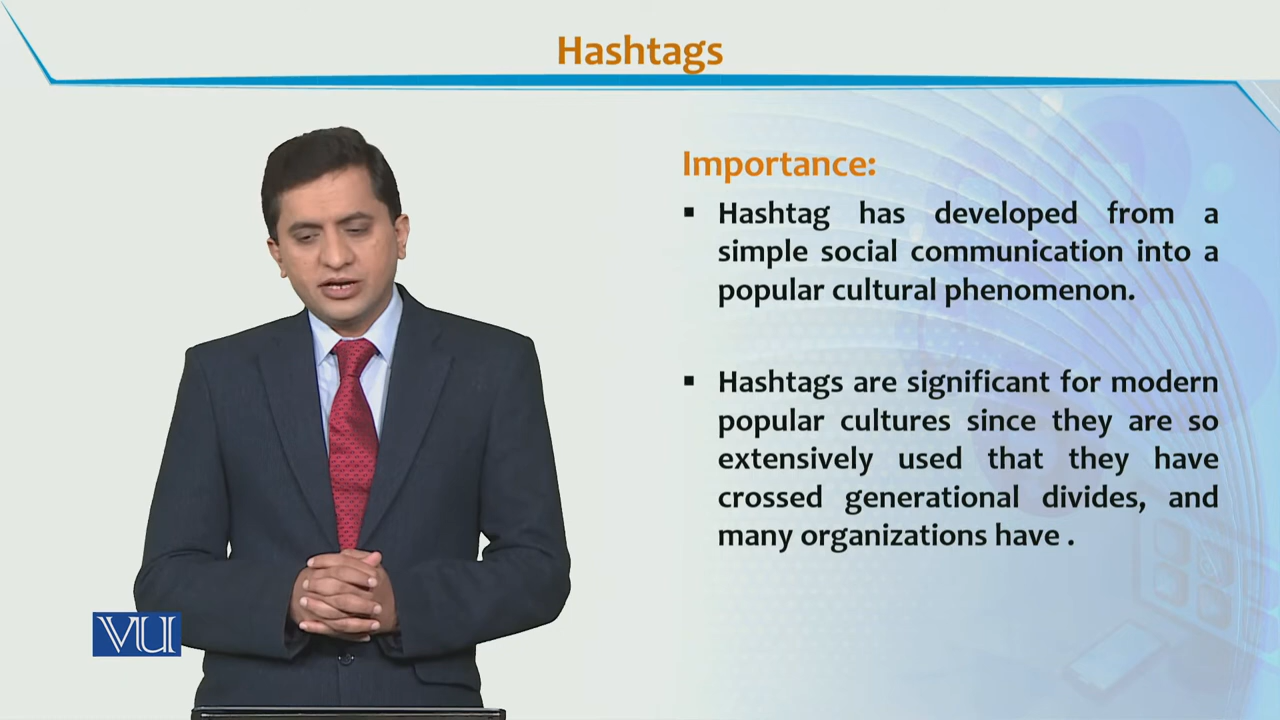 Hashtags
Importance:
▪ Hashtag has developed from a
simple social communication into a
popular cultural phenomenon.
▪ Hashtags are significant for modern
popular cultures since they are so
extensively used that they have
crossed generational divides, and
many organizations have .
VU